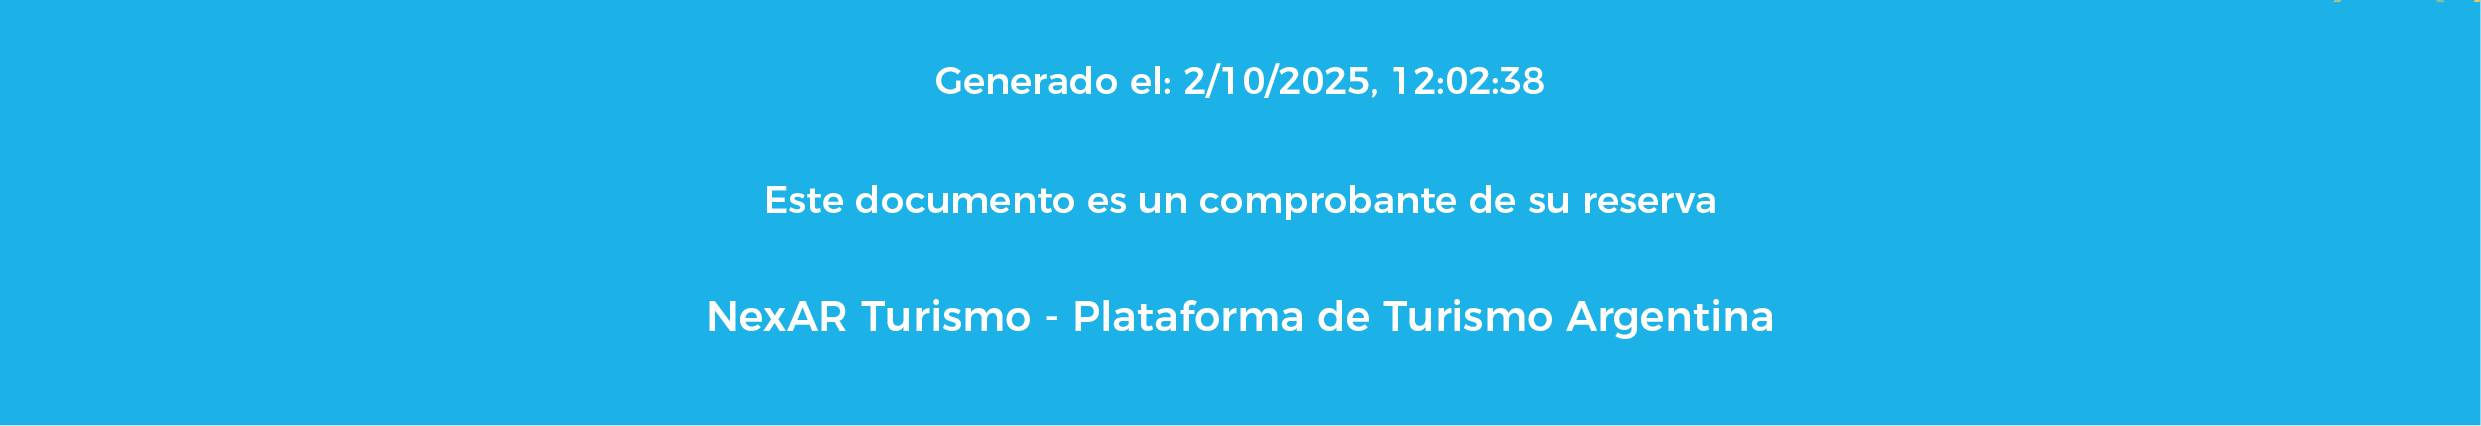 Generado el: 2/10/2025, 12:02:38
Este documento es un comprobante de su reserva
NexAR Turismo - Plataforma de Turismo Argentina